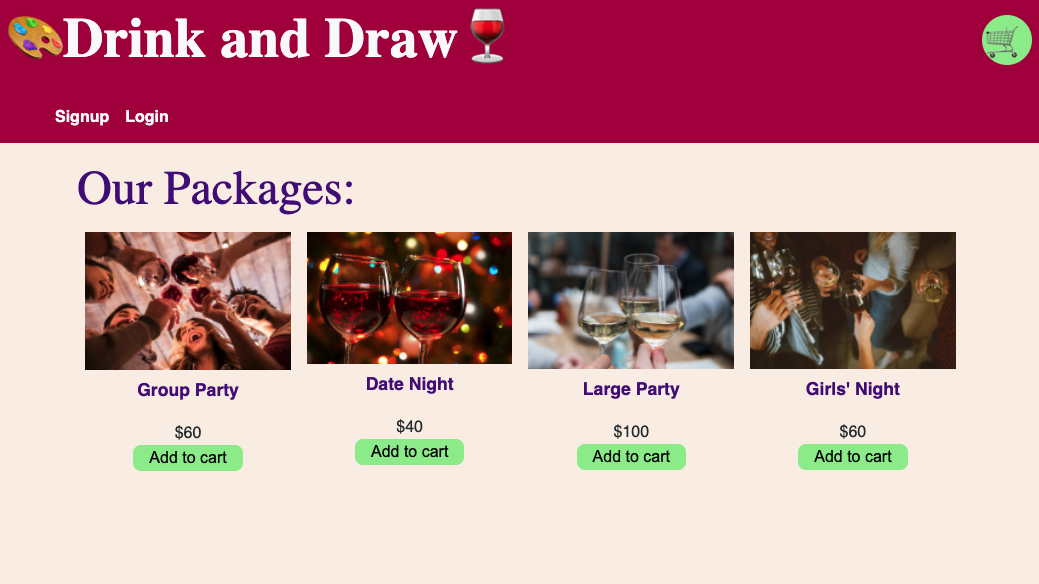 Drink and Draw
Signup Login
Our Packages:
Group Party
$60
Add to cart
Date Night
$40
Add to cart
Large Party
$100
Add to cart
Girls' Night
$60
Add to cart